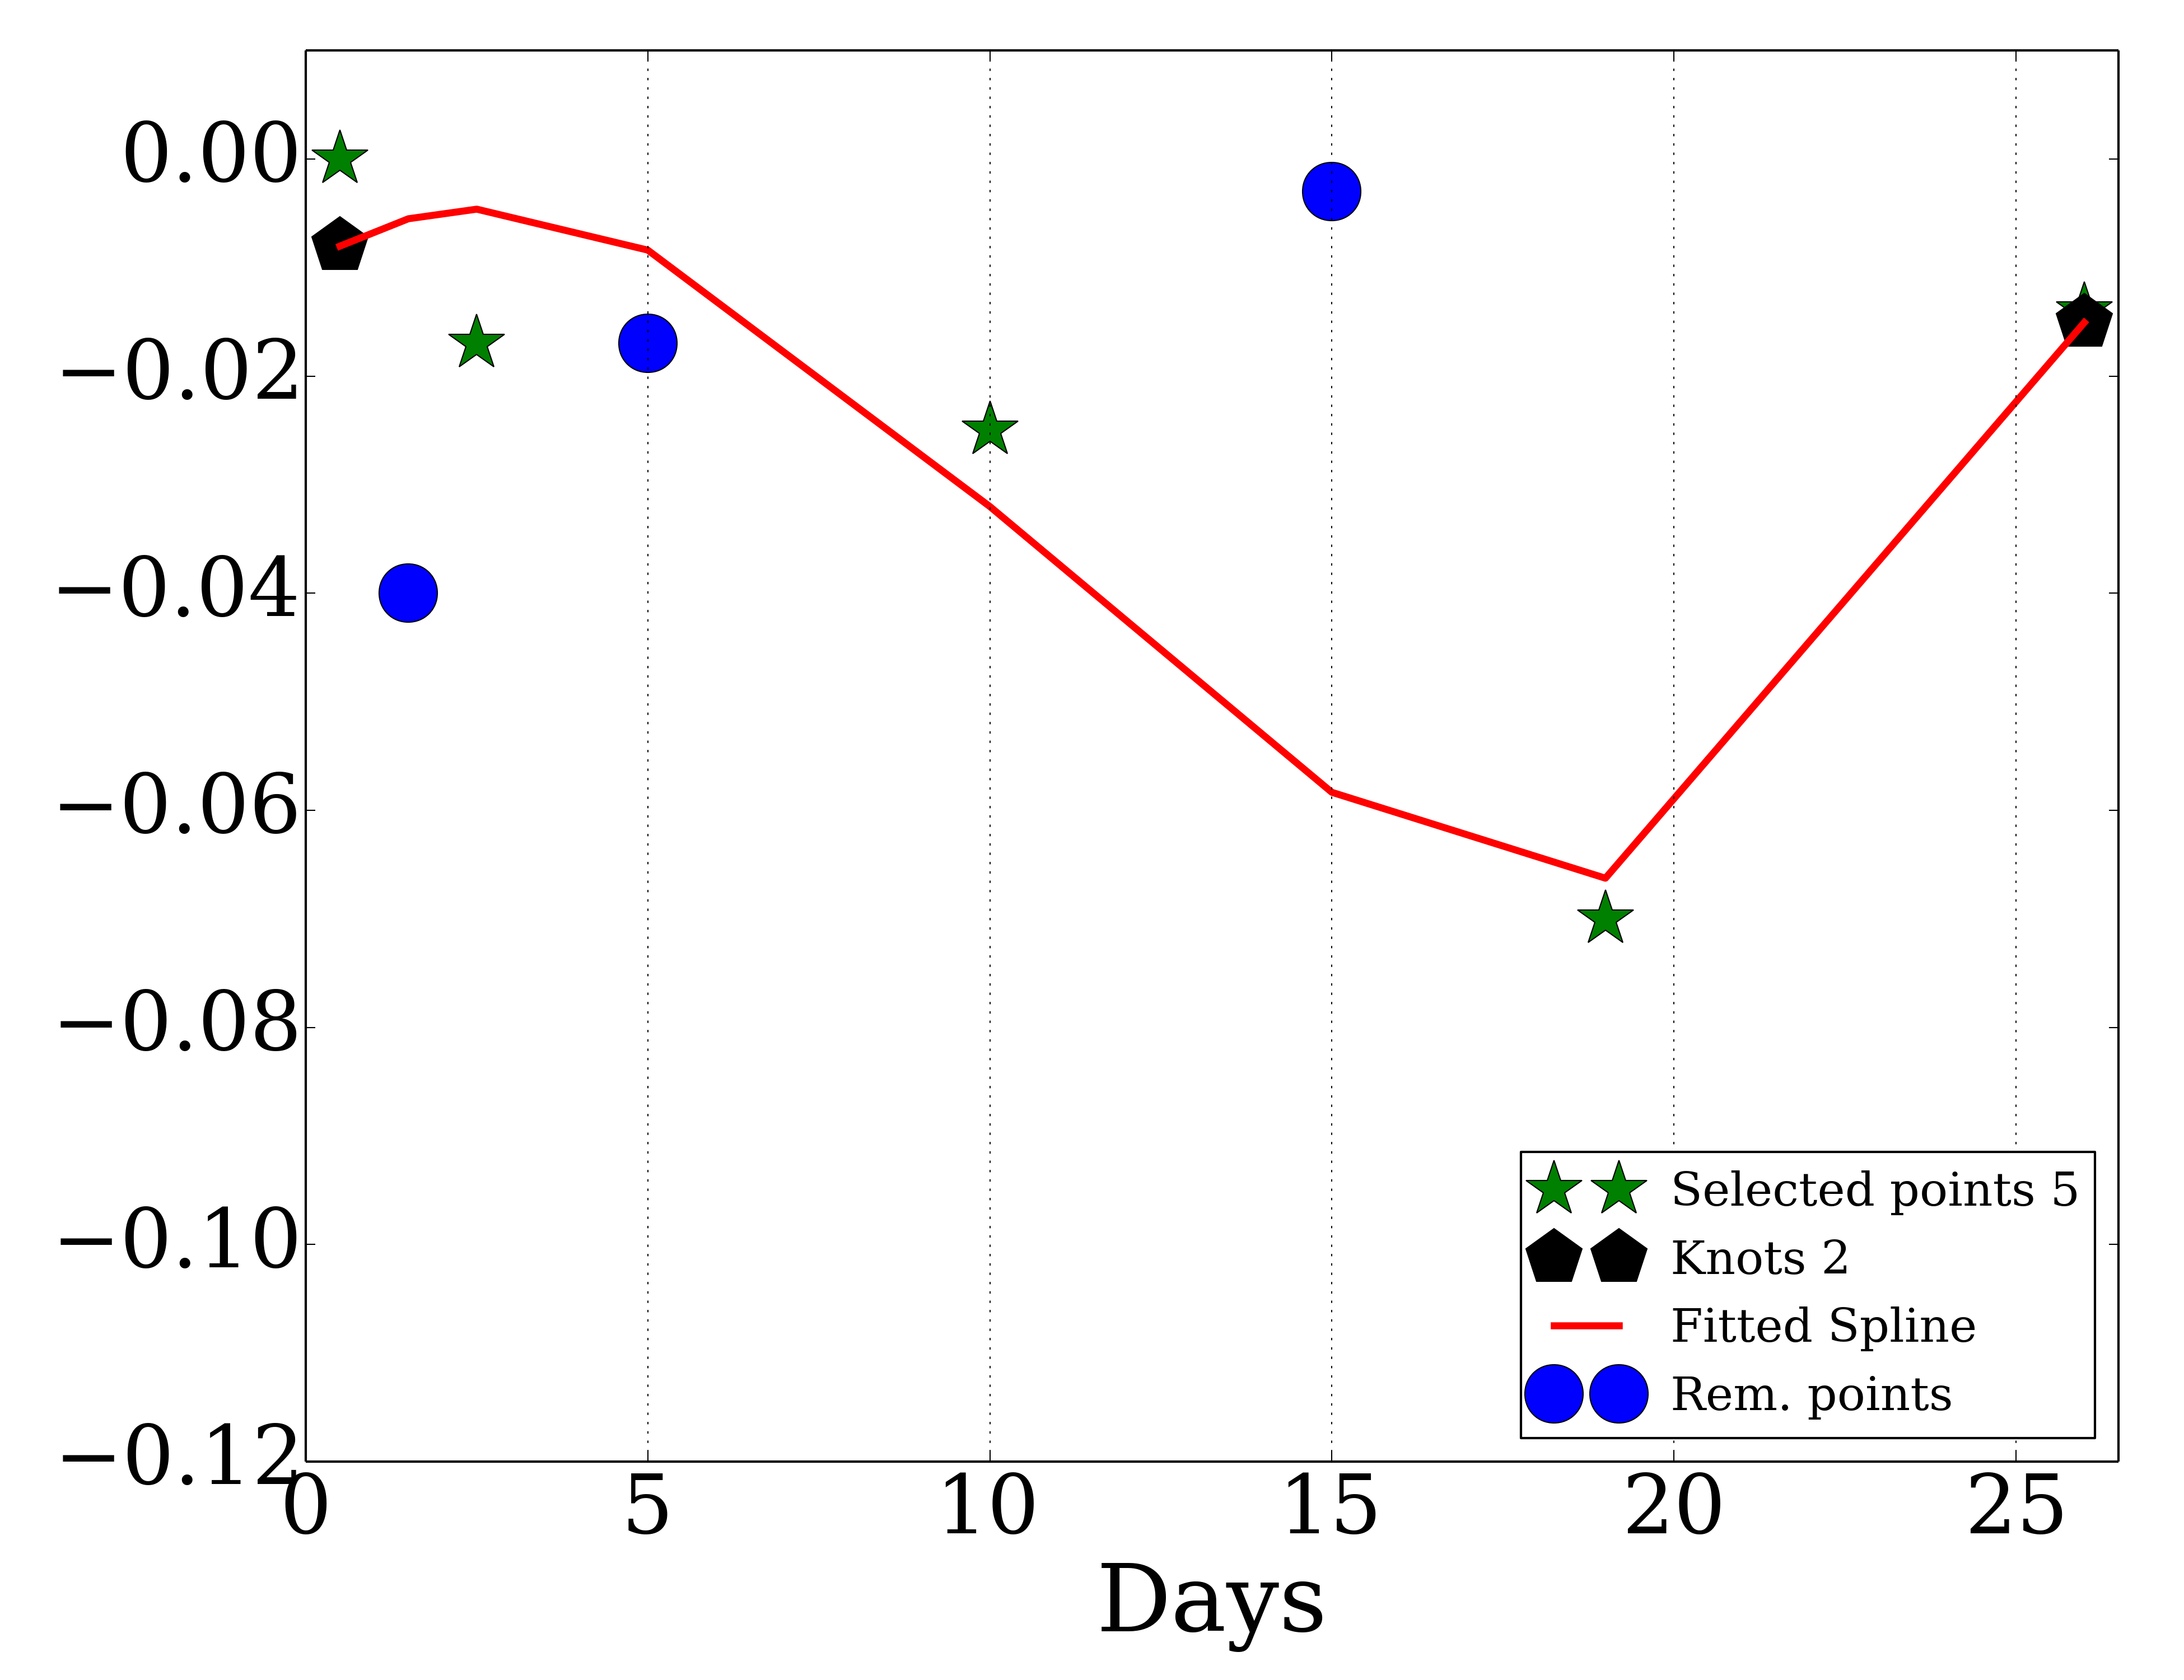 0.00
−0.02
−0.04
−0.06
−0.08
−0.10
−0.12
Selected points 5
Knots 2
Fitted Spline
Rem. points
0 5 10 15 20 25
Days